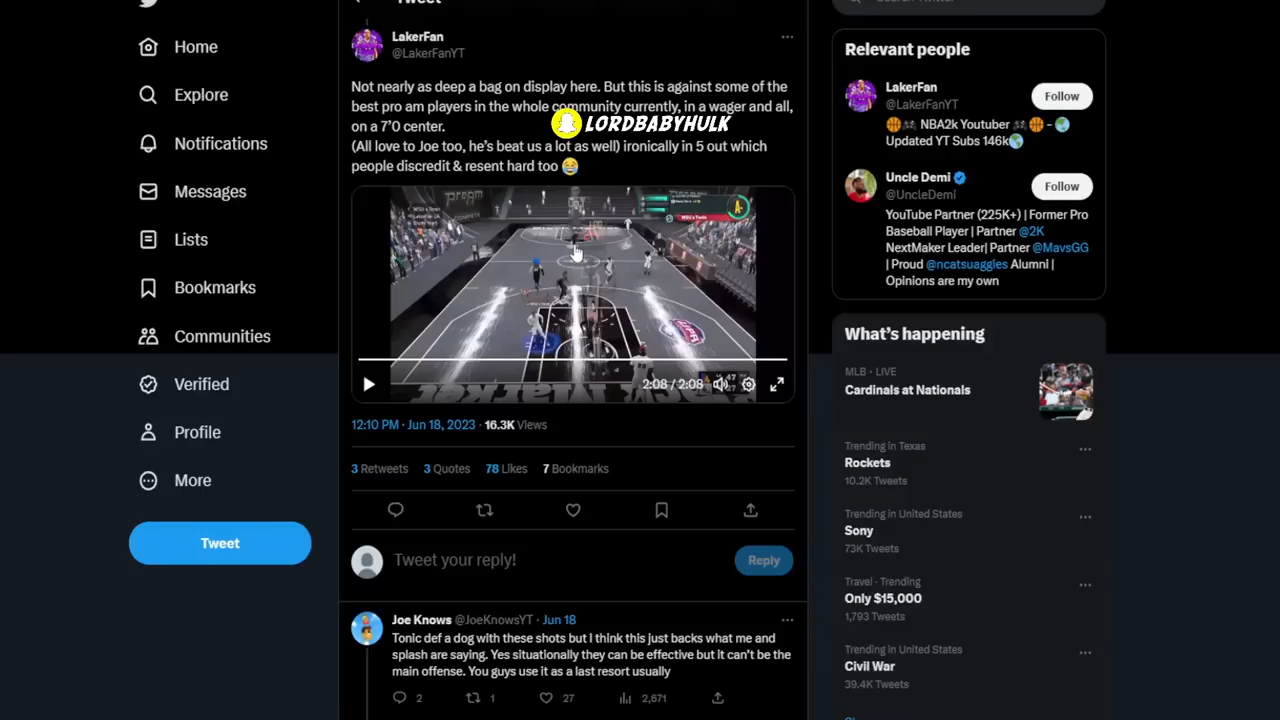 Tweet
Search Twitter
Home
Explore
Notifications
Messages
Lists
Bookmarks
Communities
Verified
Profile
More
Tweet
LakerFan
@LakerFanYT
Not nearly as deep a bag on display here. But this is against some of the
best pro am players in the whole community currently, in a wager and all,
on a 7'0 center.
(All love to Joe too, he's beat us a lot as well) ironically in 5 out which
people discredit & resent hard too 😂
LORDBABYHULK
A-
2:08 / 2:08
12:10 PM · Jun 18, 2023 · 16.3K Views
3 Retweets 3 Quotes 78 Likes 7 Bookmarks
Tweet your reply!
Reply
Joe Knows @JoeKnowsYT · Jun 18
Tonic def a dog with these shots but I think this just backs what me and
splash are saying. Yes situationally they can be effective but it can't be the
main offense. You guys use it as a last resort usually
2 1 27 2,671
Relevant people
LakerFan
@LakerFanYT
Follow
🏀🎮 NBA2k Youtuber 🎮🏀 - 🌎
Updated YT Subs 146k🌎
Uncle Demi
@UncleDemi
Follow
YouTube Partner (225K+) | Former Pro
Baseball Player | Partner @2K
NextMaker Leader| Partner @MavsGG
| Proud @ncatsuaggles Alumni |
Opinions are my own
What's happening
MLB · LIVE
Cardinals at Nationals
Trending in Texas
Rockets
10.2K Tweets
Trending in United States
Sony
73K Tweets
Travel · Trending
Only $15,000
1,793 Tweets
Trending in United States
Civil War
39.4K Tweets